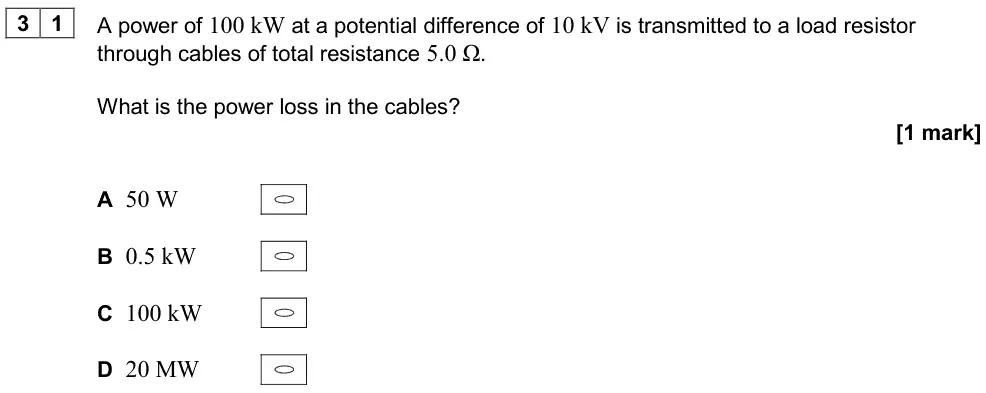 3 1 A power of 100 kW at a potential difference of 10 kV is transmitted to a load resistor
through cables of total resistance 5.0 Ω.
What is the power loss in the cables?
[1 mark]
A 50 W
B 0.5 kW
C 100 kW
D 20 MW